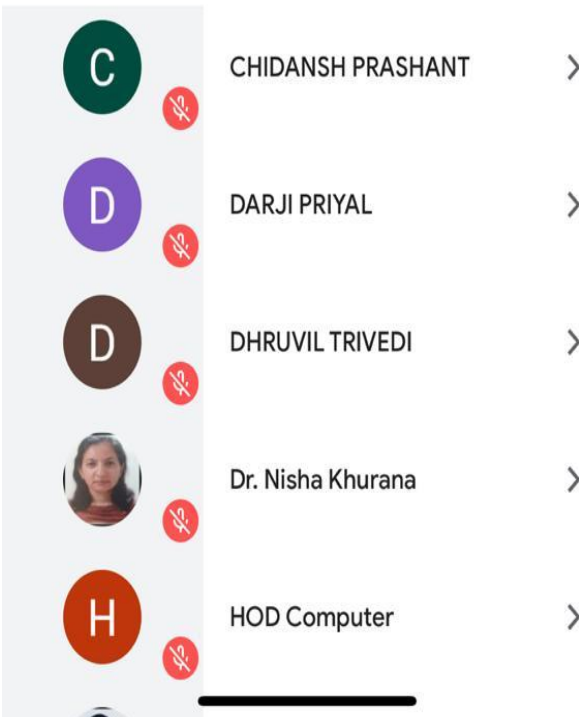 C CHIDANSH PRASHANT
D DARJI PRIYAL
D DHRUVIL TRIVEDI
Dr. Nisha Khurana
H HOD Computer